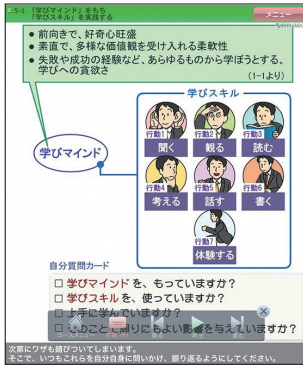 5-1 「学びマインド」をもち
「学びスキル」を実践する
メニュー
● 前向きで、好奇心旺盛
● 素直で、多様な価値観を受け入れる柔軟性
● 失敗や成功の経験など、あらゆるものから学ぼうとする、
学びへの貪欲さ
(1-1より)
学びマインド
学びスキル
行動1
聞く
行動2
観る
行動3
読む
行動4
考える
行動5
話す
行動6
書く
行動7
体験する
自分質問カード
□ 学びマインド を、もっていますか？
□ 学びスキル を、使っていますか？
□ 上手に学んでいますか？
□ 周りにもよい影響を与えていますか？
次第にワザも錆びついてしまいます。
そこで、いつもこれらを自分自身に問いかけ、振り返るようにしてください。